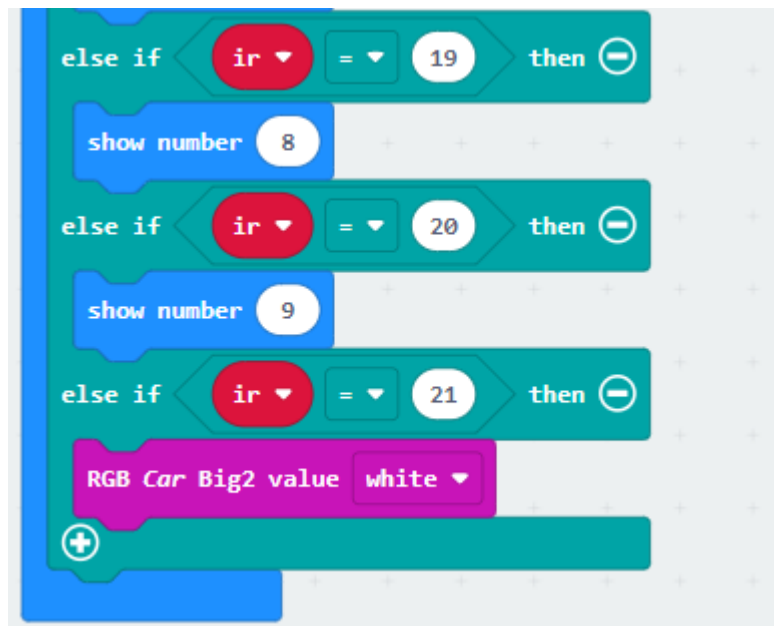 else if ir = 19 then
show number 8
else if ir = 20 then
show number 9
else if ir = 21 then
RGB Car Big2 value white